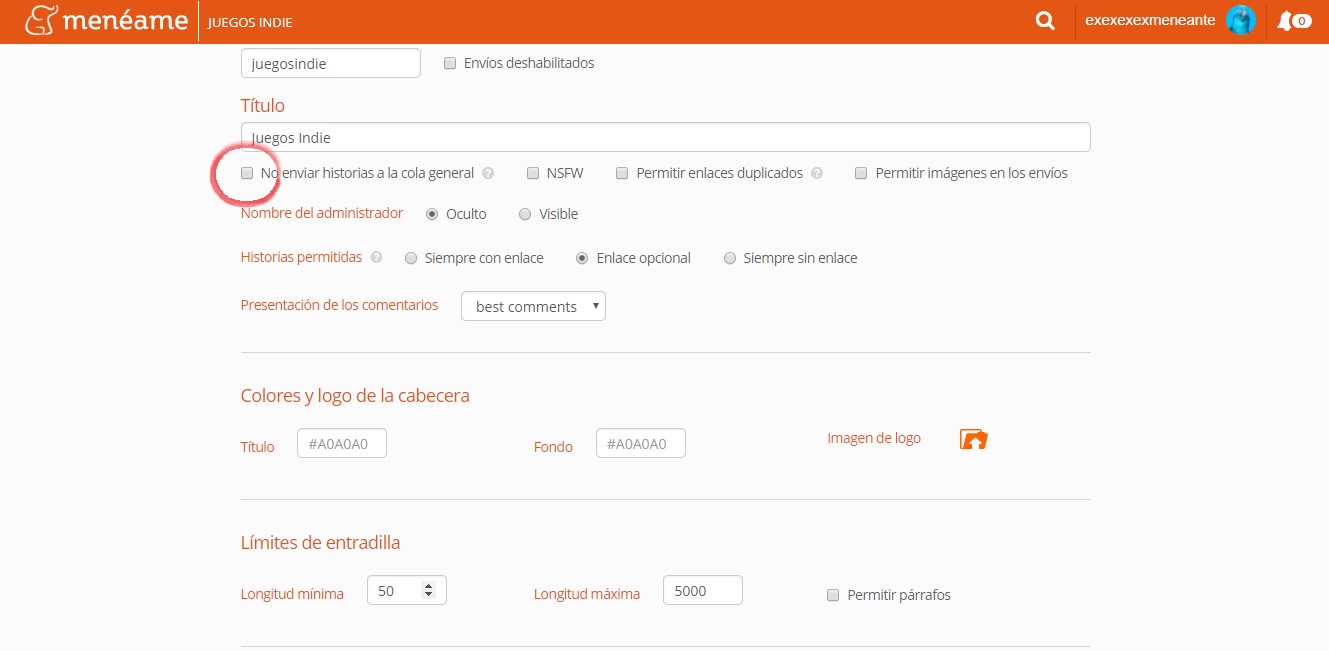 menéame JUEGOS INDIE exexexexmeneante 0
juegosindie Envíos deshabilitados
Título
Juegos Indie
No enviar historias a la cola general ? NSFW Permitir enlaces duplicados ? Permitir imágenes en los envíos
Nombre del administrador Oculto Visible
Historias permitidas ? Siempre con enlace Enlace opcional Siempre sin enlace
Presentación de los comentarios best comments
Colores y logo de la cabecera
Título #A0A0A0 Fondo #A0A0A0 Imagen de logo
Límites de entradilla
Longitud mínima 50 Longitud máxima 5000 Permitir párrafos